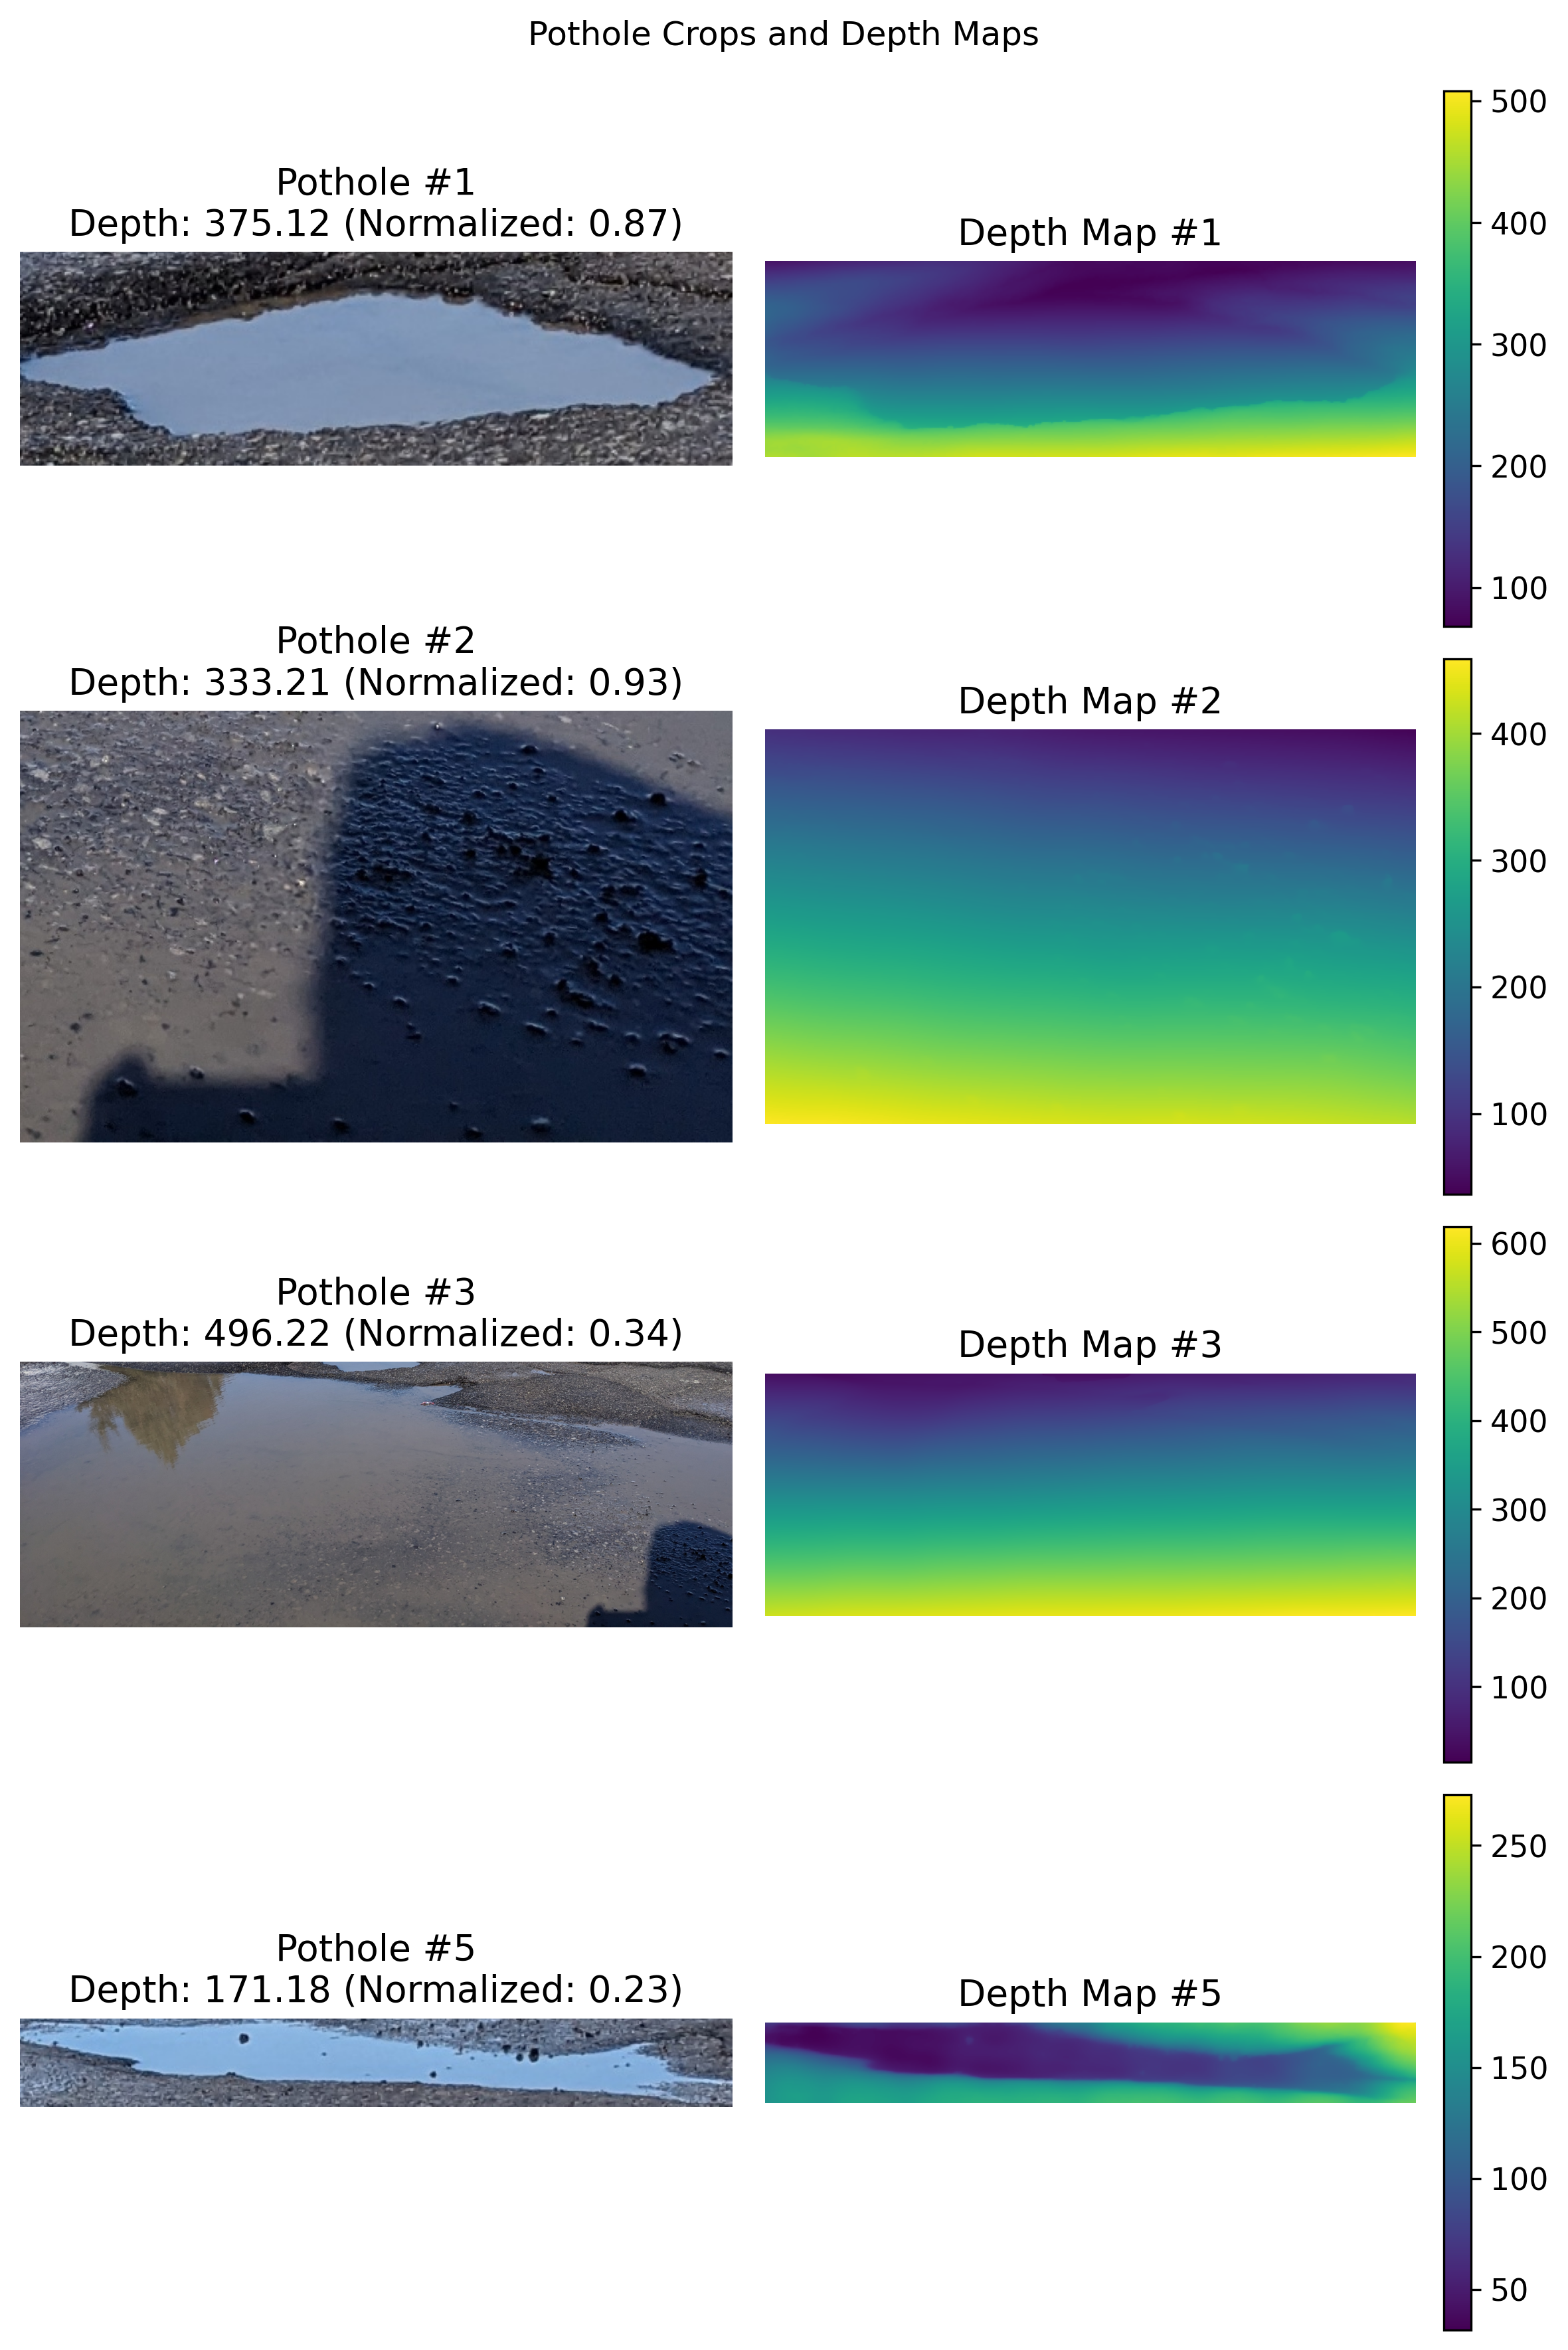 Pothole Crops and Depth Maps
Pothole #1
Depth: 375.12 (Normalized: 0.87)
Depth Map #1
500
400
300
200
100
Pothole #2
Depth: 333.21 (Normalized: 0.93)
Depth Map #2
400
300
200
100
Pothole #3
Depth: 496.22 (Normalized: 0.34)
Depth Map #3
600
500
400
300
200
100
Pothole #5
Depth: 171.18 (Normalized: 0.23)
Depth Map #5
250
200
150
100
50